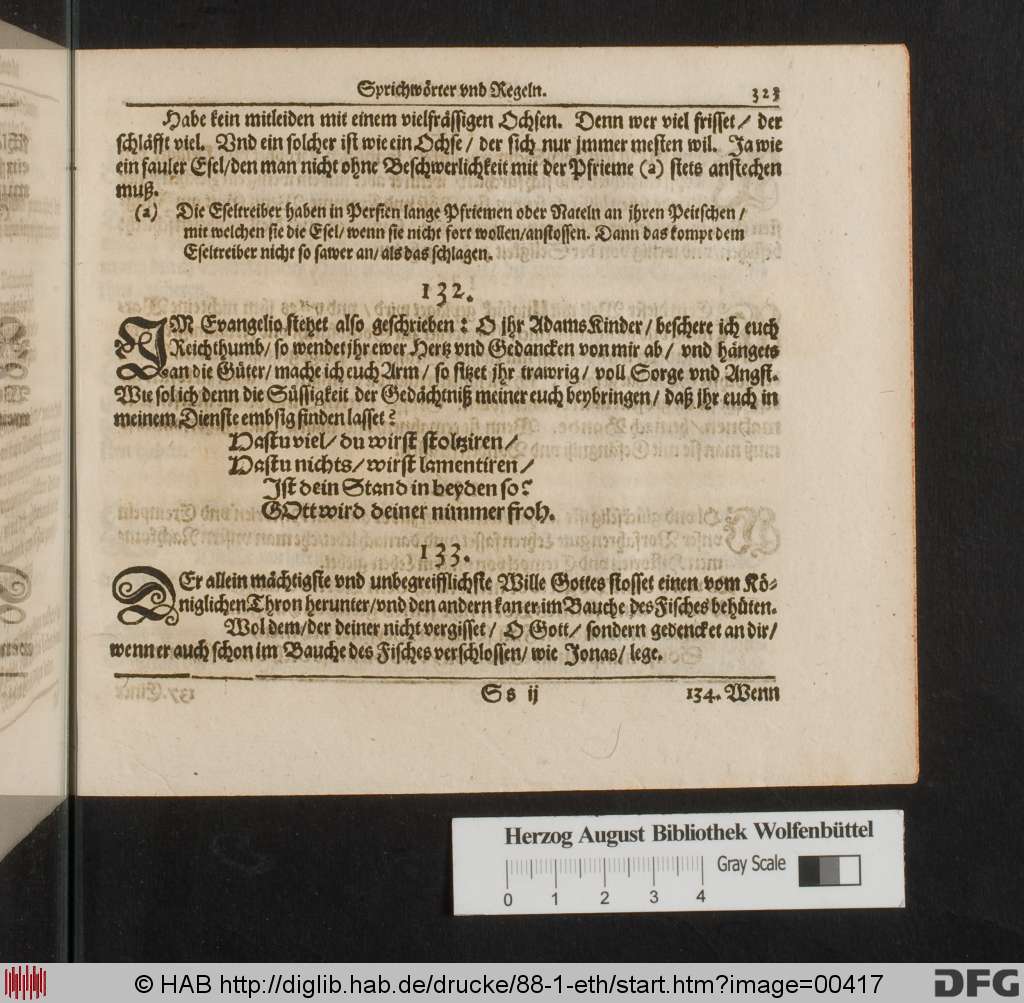 Sprichwörter vnd Regeln. 323
Habe kein mitleiden mit einem vielfrässigen Ochsen. Denn wer viel frisset / der
schläfft viel. Vnd ein solcher ist wie ein Ochse / der sich nur jmmer mesten wil. Ja wie
ein fauler Esel/den man nicht ohne Beschwerlichkeit mit der Pfrieme (a) stets anstechen
muß.
(a) Die Eseltreiber haben in Persien lange Pfriemen oder Nateln an jhren Peitschen /
mit welchen sie die Esel/ wenn sie nicht fort wollen/anstossen. Dann das kompt dem
Eseltreiber nicht so sawer an/ als das schlagen.
132.
IM Evangelio stehet also geschrieben: O jhr AdamsKinder / beschere ich euch
Reichthumb/ so wendet jhr ewer Hertz vnd Gedancken von mir ab / vnd hängets
an die Güter/ mache ich euch Arm / so sitzet jhr trawrig / voll Sorge vnd Angst.
Wie sol ich denn die Süssigkeit der Gedächtniß meiner euch beybringen / daß jhr euch in
meinem Dienste embsig finden lasset?
Hastu viel/ du wirst stoltziren /
Hastu nichts/ wirst lamentiren /
Ist dein Stand in beyden so?
GOtt wird deiner nimmer froh.
133.
DEr allein mächtigste vnd unbegreifflichste Wille Gottes stosset einen vom Kö-
niglichen Thron herunter/vnd den andern kan er im Bauche des Fisches behüten.
Wol dem/der deiner nicht vergisset / O Gott/ sondern gedencket an dir/
wenn er auch schon im Bauche des Fisches verschlossen/ wie Jonas/ lege.
Ss ij 134. Wenn
Herzog August Bibliothek Wolfenbüttel
Gray Scale
0 1 2 3 4
© HAB http://diglib.hab.de/drucke/88-1-eth/start.htm?image=00417
DFG